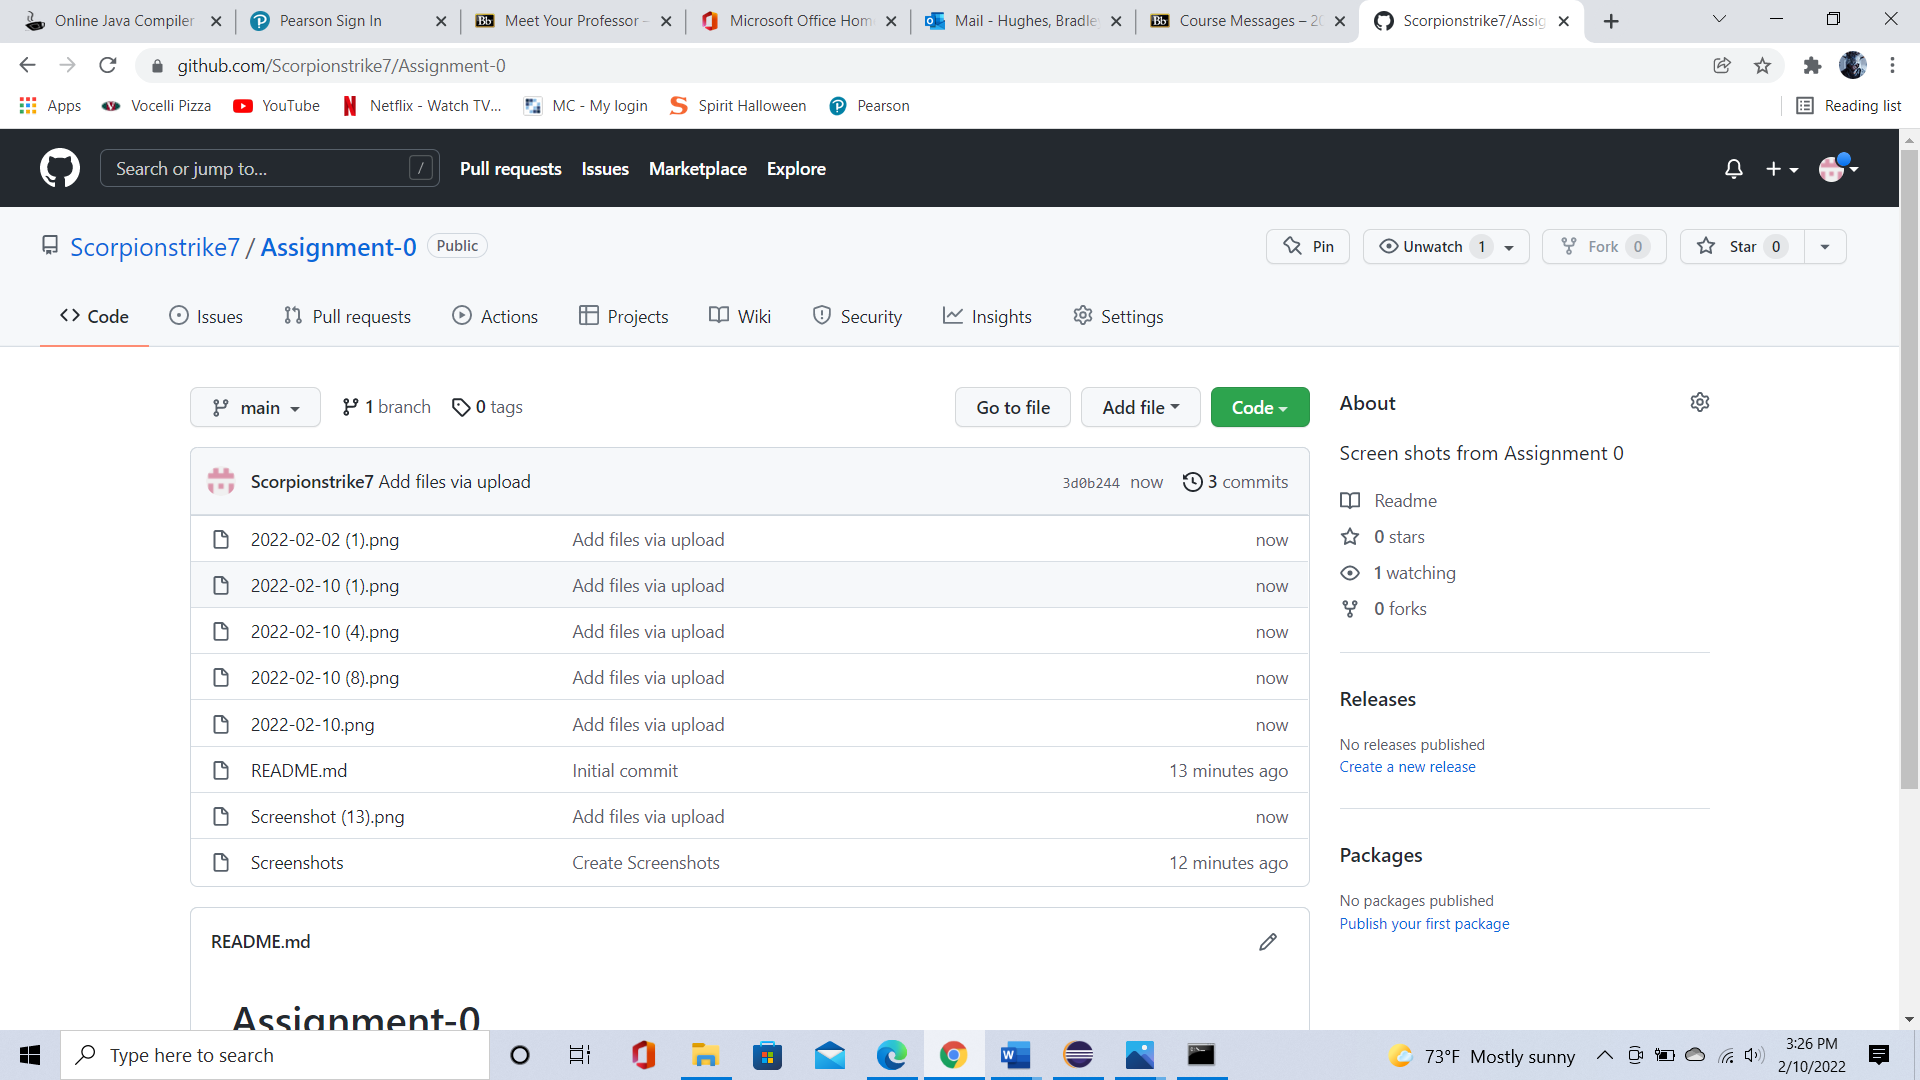 Online Java Compiler
Pearson Sign In
Meet Your Professor –
Microsoft Office Hom
Mail - Hughes, Bradle
Course Messages – 20
Scorpionstrike7/Assig
github.com/Scorpionstrike7/Assignment-0
Apps
Vocelli Pizza
YouTube
Netflix - Watch TV...
MC - My login
Spirit Halloween
Pearson
Reading list
Search or jump to...
/
Pull requests
Issues
Marketplace
Explore
Scorpionstrike7 / Assignment-0
Public
Pin
Unwatch 1
Fork 0
Star 0
Code
Issues
Pull requests
Actions
Projects
Wiki
Security
Insights
Settings
main
1 branch
0 tags
Go to file
Add file
Code
Scorpionstrike7 Add files via upload
3d0b244 now
3 commits
2022-02-02 (1).png Add files via upload now
2022-02-10 (1).png Add files via upload now
2022-02-10 (4).png Add files via upload now
2022-02-10 (8).png Add files via upload now
2022-02-10.png Add files via upload now
README.md Initial commit 13 minutes ago
Screenshot (13).png Add files via upload now
Screenshots Create Screenshots 12 minutes ago
README.md
Assignment-0
About
Screen shots from Assignment 0
Readme
0 stars
1 watching
0 forks
Releases
No releases published
Create a new release
Packages
No packages published
Publish your first package
Type here to search
73°F Mostly sunny
3:26 PM
2/10/2022